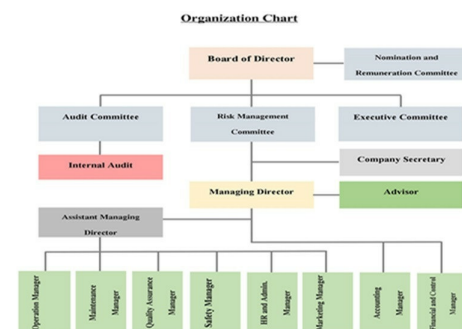 Organization Chart
Board of Director
Nomination and
Remuneration Committee
Audit Committee
Risk Management
Committee
Executive Committee
Internal Audit
Company Secretary
Managing Director
Advisor
Assistant Managing
Director
Operation Manager
Maintenance
Manager
Quality Assurance
Manager
Safety Manager
HR and Admin.
Manager
Marketing Manager
Accounting
Manager
Financial and Control
Manager